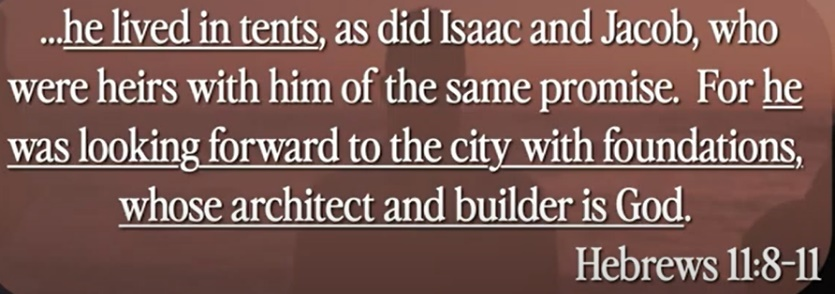 ...he lived in tents, as did Isaac and Jacob, who
were heirs with him of the same promise.  For he
was looking forward to the city with foundations,
whose architect and builder is God.
Hebrews 11:8-11